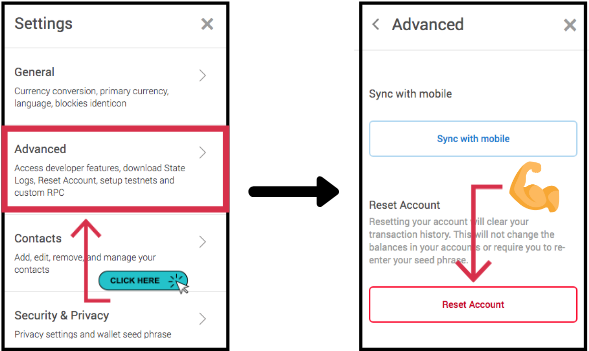 Settings
General
Currency conversion, primary currency,
language, blockies identicon
Advanced
Access developer features, download State
Logs, Reset Account, setup testnets and
custom RPC
Contacts
Add, edit, remove, and manage your
contacts
CLICK HERE
Security & Privacy
Privacy settings and wallet seed phrase
Advanced
Sync with mobile
Sync with mobile
Reset Account
Resetting your account will clear your
transaction history. This will not change the
balances in your accounts or require you to re-
enter your seed phrase.
Reset Account